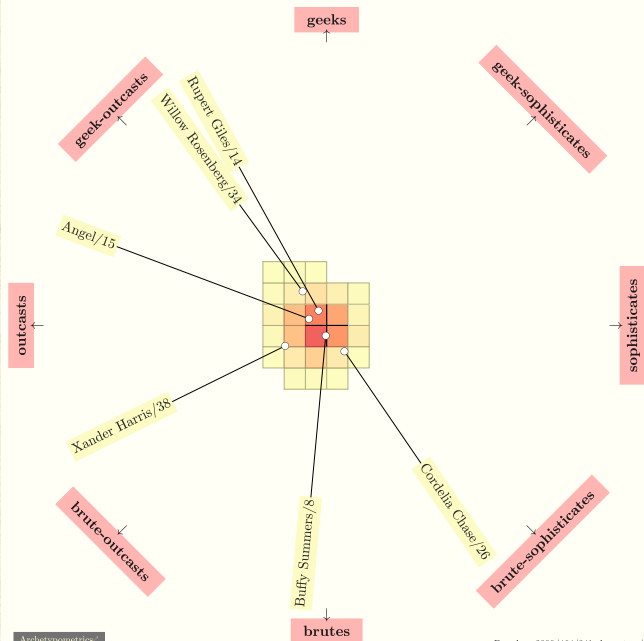 geeks
geek-outcasts
geek-sophisticates
Rupert Giles/14
Willow Rosenberg/34
Angel/15
outcasts
sophisticates
Xander Harris/38
Cordelia Chase/26
Buffy Summers/8
brute-outcasts
brute-sophisticates
brutes